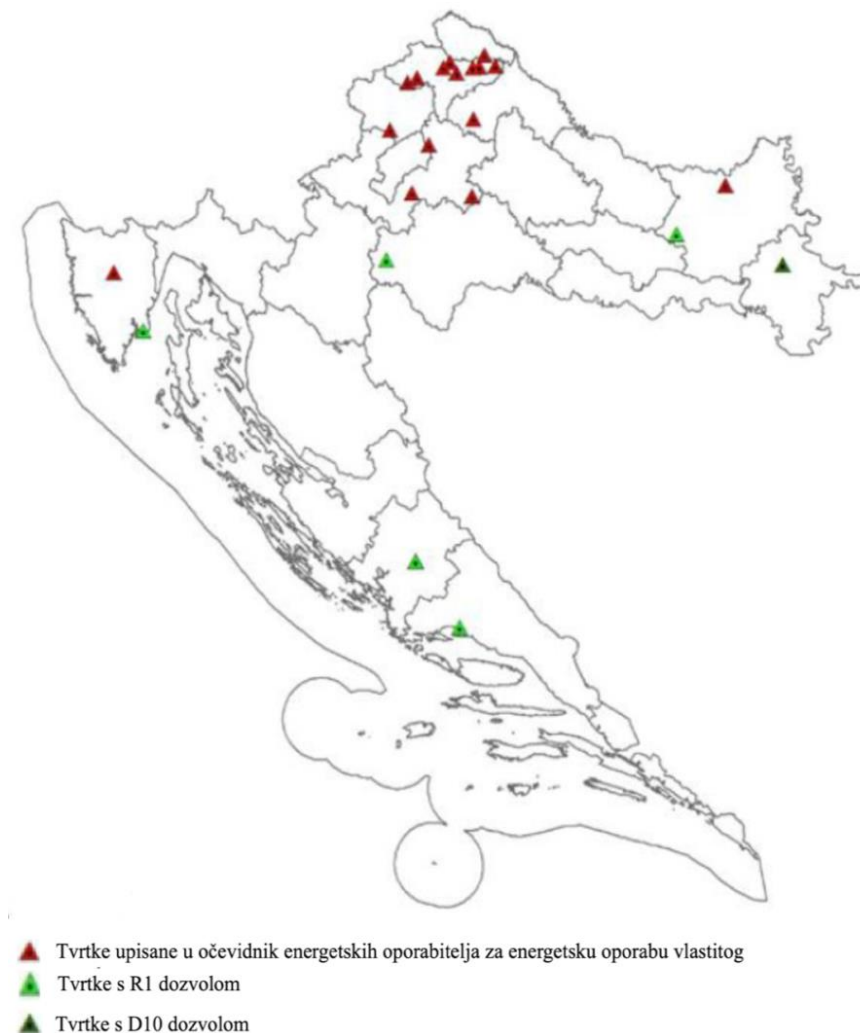 Tvrtke upisane u očevidnik energetskih oporabitelja za energetsku oporabu vlastitog
Tvrtke s R1 dozvolom
Tvrtke s D10 dozvolom